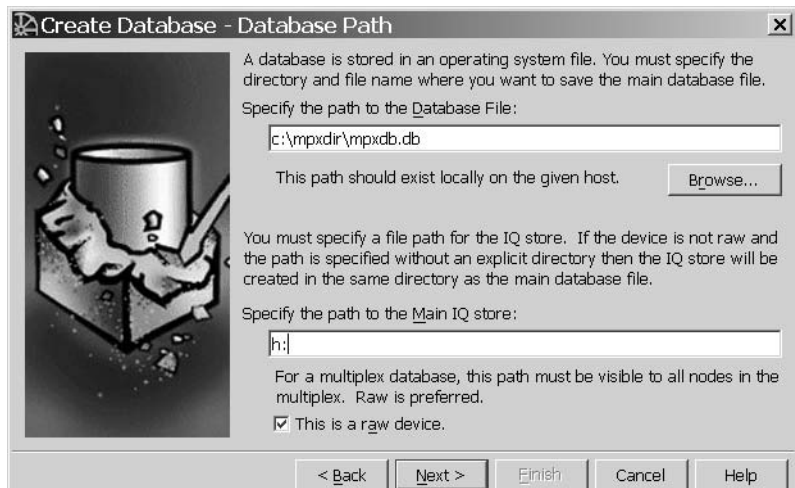 Create Database - Database Path
A database is stored in an operating system file. You must specify the
directory and file name where you want to save the main database file.
Specify the path to the Database File:
c:\mpxdir\mpxdb.db
This path should exist locally on the given host.
Browse...
You must specify a file path for the IQ store. If the device is not raw and
the path is specified without an explicit directory then the IQ store will be
created in the same directory as the main database file.
Specify the path to the Main IQ store:
h:
For a multiplex database, this path must be visible to all nodes in the
multiplex. Raw is preferred.
This is a raw device.
< Back Next > Finish Cancel Help